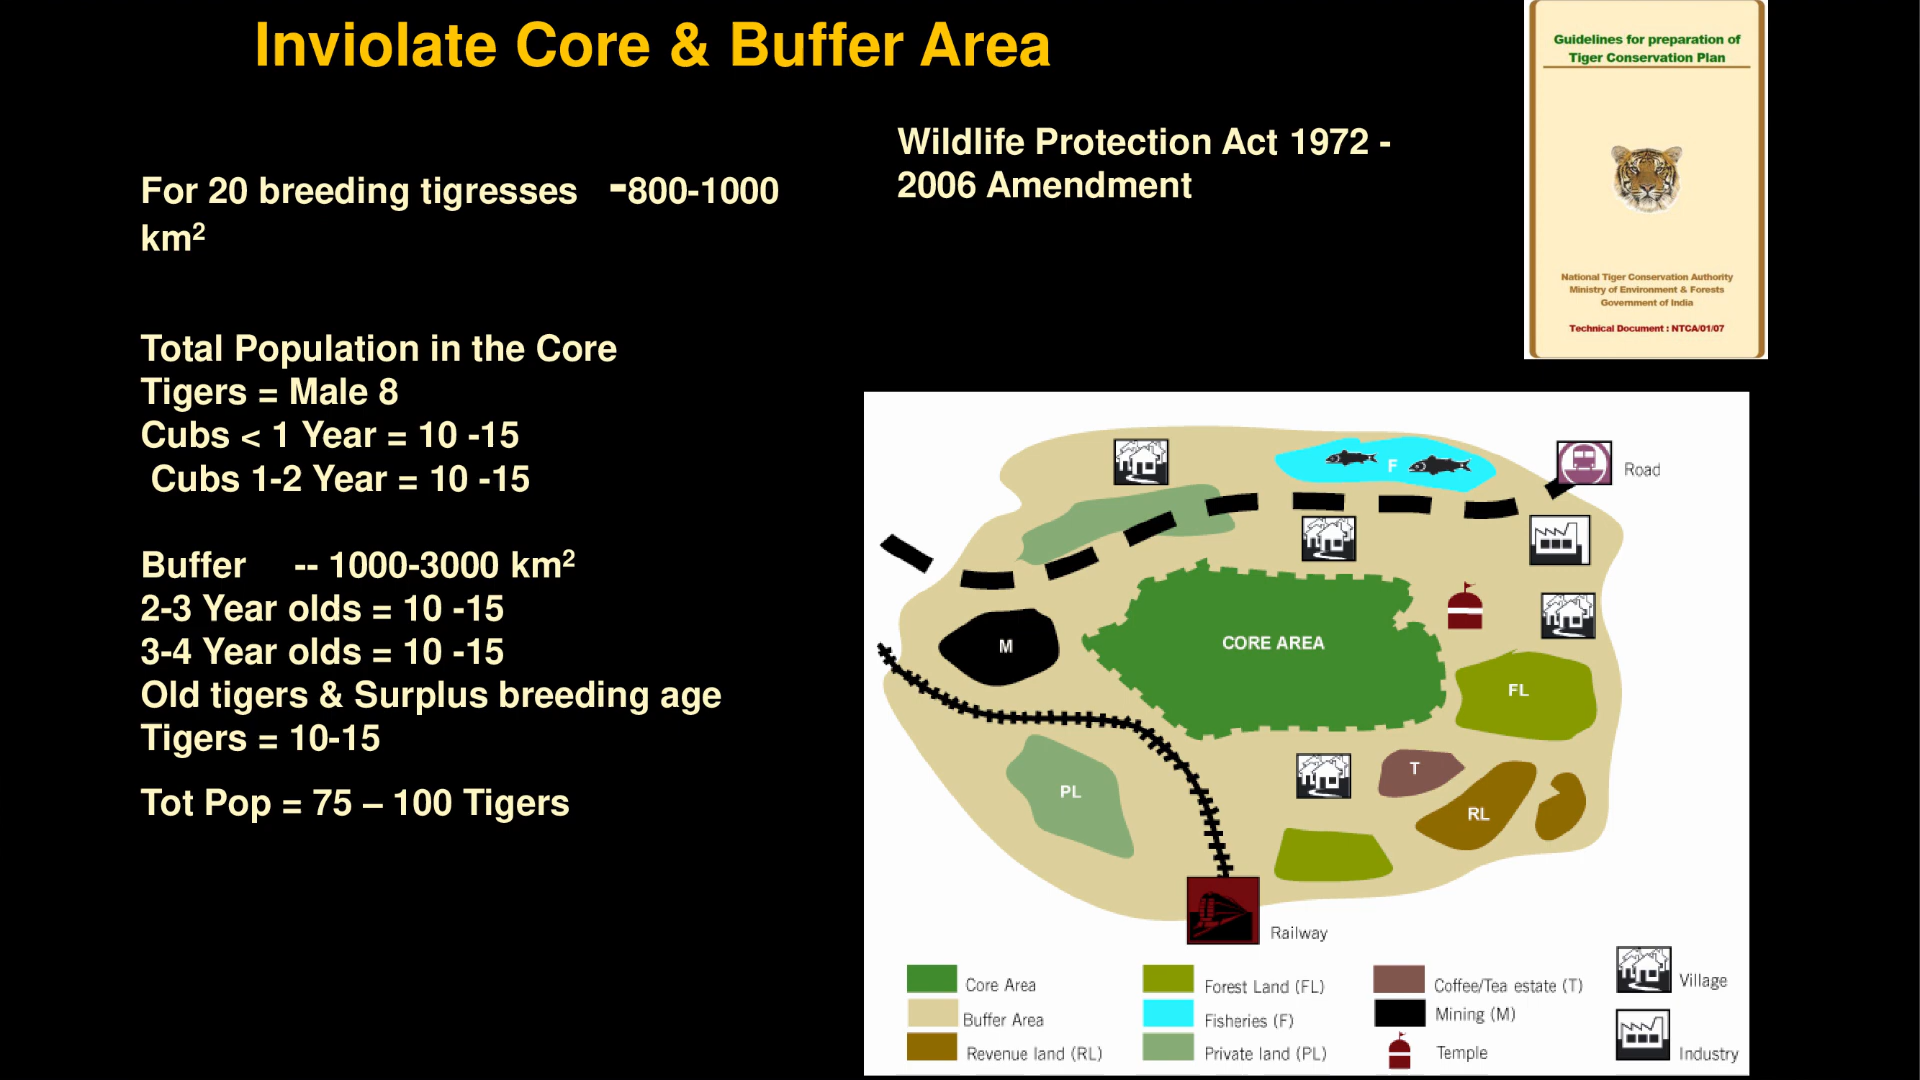 Inviolate Core & Buffer Area
For 20 breeding tigresses -800-1000
km²
Total Population in the Core
Tigers = Male 8
Cubs < 1 Year = 10 -15
Cubs 1-2 Year = 10 -15
Buffer -- 1000-3000 km²
2-3 Year olds = 10 -15
3-4 Year olds = 10 -15
Old tigers & Surplus breeding age
Tigers = 10-15
Tot Pop = 75 – 100 Tigers
Wildlife Protection Act 1972 -
2006 Amendment
Guidelines for preparation of
Tiger Conservation Plan
National Tiger Conservation Authority
Ministry of Environment & Forests
Government of India
Technical Document : NTCA/01/07
F
Road
M
CORE AREA
FL
T
PL
RL
Railway
Core Area
Buffer Area
Revenue land (RL)
Forest Land (FL)
Fisheries (F)
Private land (PL)
Coffee/Tea estate (T)
Mining (M)
Temple
Village
Industry